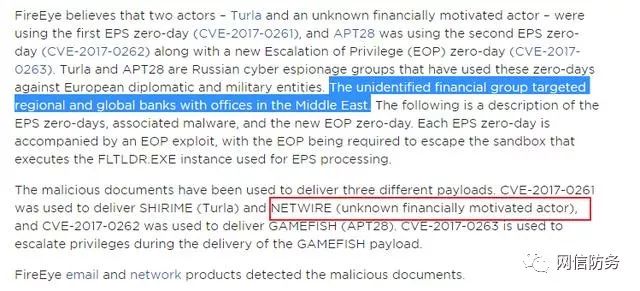 FireEye believes that two actors – Turla and an unknown financially motivated actor – were
using the first EPS zero-day (CVE-2017-0261), and APT28 was using the second EPS zero-
day (CVE-2017-0262) along with a new Escalation of Privilege (EOP) zero-day (CVE-2017-
0263). Turla and APT28 are Russian cyber espionage groups that have used these zero-days
against European diplomatic and military entities. The unidentified financial group targeted
regional and global banks with offices in the Middle East. The following is a description of the
EPS zero-days, associated malware, and the new EOP zero-day. Each EPS zero-day is
accompanied by an EOP exploit, with the EOP being required to escape the sandbox that
executes the FLTLDR.EXE instance used for EPS processing.
The malicious documents have been used to deliver three different payloads. CVE-2017-0261
was used to deliver SHIRIME (Turla) and NETWIRE (unknown financially motivated actor),
and CVE-2017-0262 was used to deliver GAMEFISH (APT28). CVE-2017-0263 is used to
escalate privileges during the delivery of the GAMEFISH payload.
FireEye email and network products detected the malicious documents.
网信防务